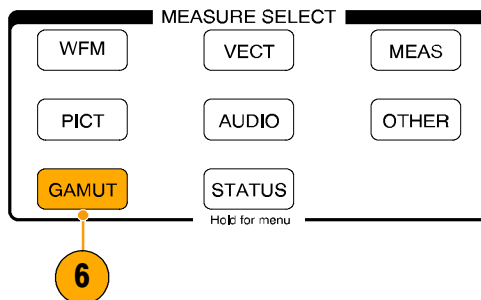 MEASURE SELECT
WFM VECT MEAS
PICT AUDIO OTHER
GAMUT STATUS
Hold for menu
6